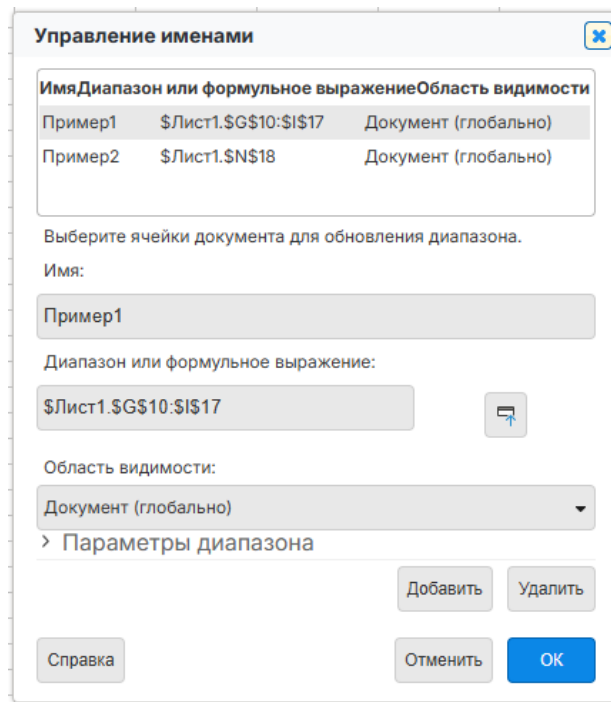 Управление именами
ИмяДиапазон или формульное выражениеОбласть видимости
Пример1 $Лист1.$G$10:$I$17 Документ (глобально)
Пример2 $Лист1.$N$18 Документ (глобально)
Выберите ячейки документа для обновления диапазона.
Имя:
Пример1
Диапазон или формульное выражение:
$Лист1.$G$10:$I$17
Область видимости:
Документ (глобально)
Параметры диапазона
Добавить Удалить
Справка Отменить ОК